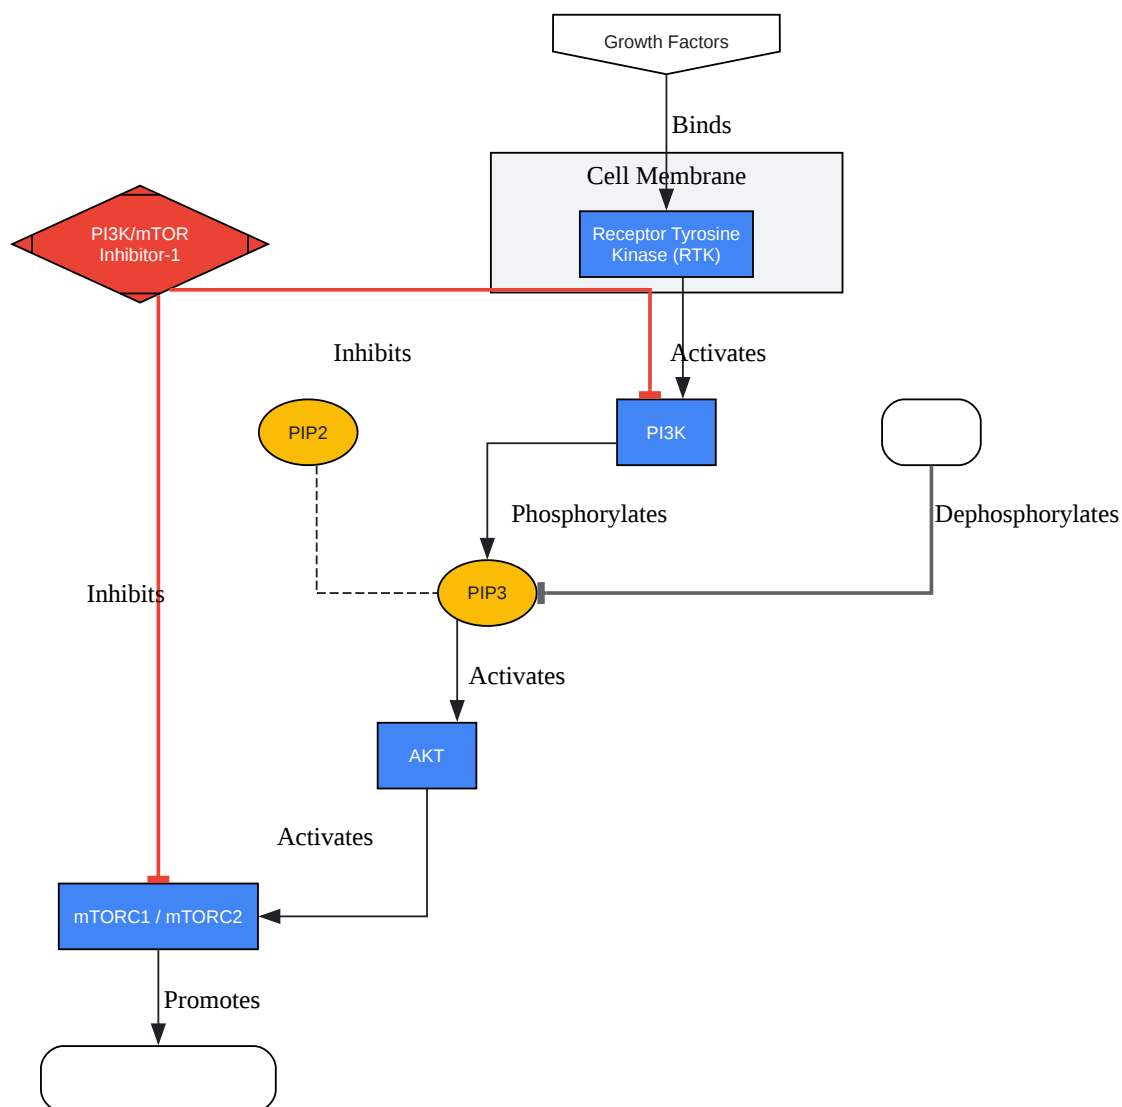 Growth Factors
Binds
Cell Membrane
PI3K/mTOR
Inhibitor-1
Receptor Tyrosine
Kinase (RTK)
Inhibits
Activates
PIP2
PI3K
Phosphorylates
Dephosphorylates
Inhibits
PIP3
Activates
AKT
Activates
mTORC1 / mTORC2
Promotes